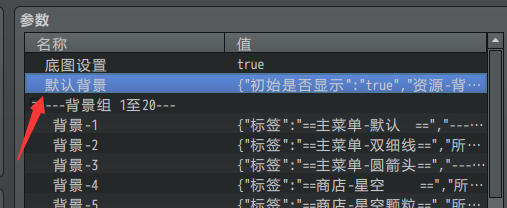 参数
名称 值
底图设置 true
默认背景 {"初始是否显示":"true","资源-背…
---背景组 1至20---
背景-1 {"标签":"==主菜单-默认 ==","---…
背景-2 {"标签":"==主菜单-双细线==","所…
背景-3 {"标签":"==主菜单-圆箭头==","---…
背景-4 {"标签":"==商店-星空 ==","所…
背景-5 {"标签":"==商店-星空颗粒==","所…